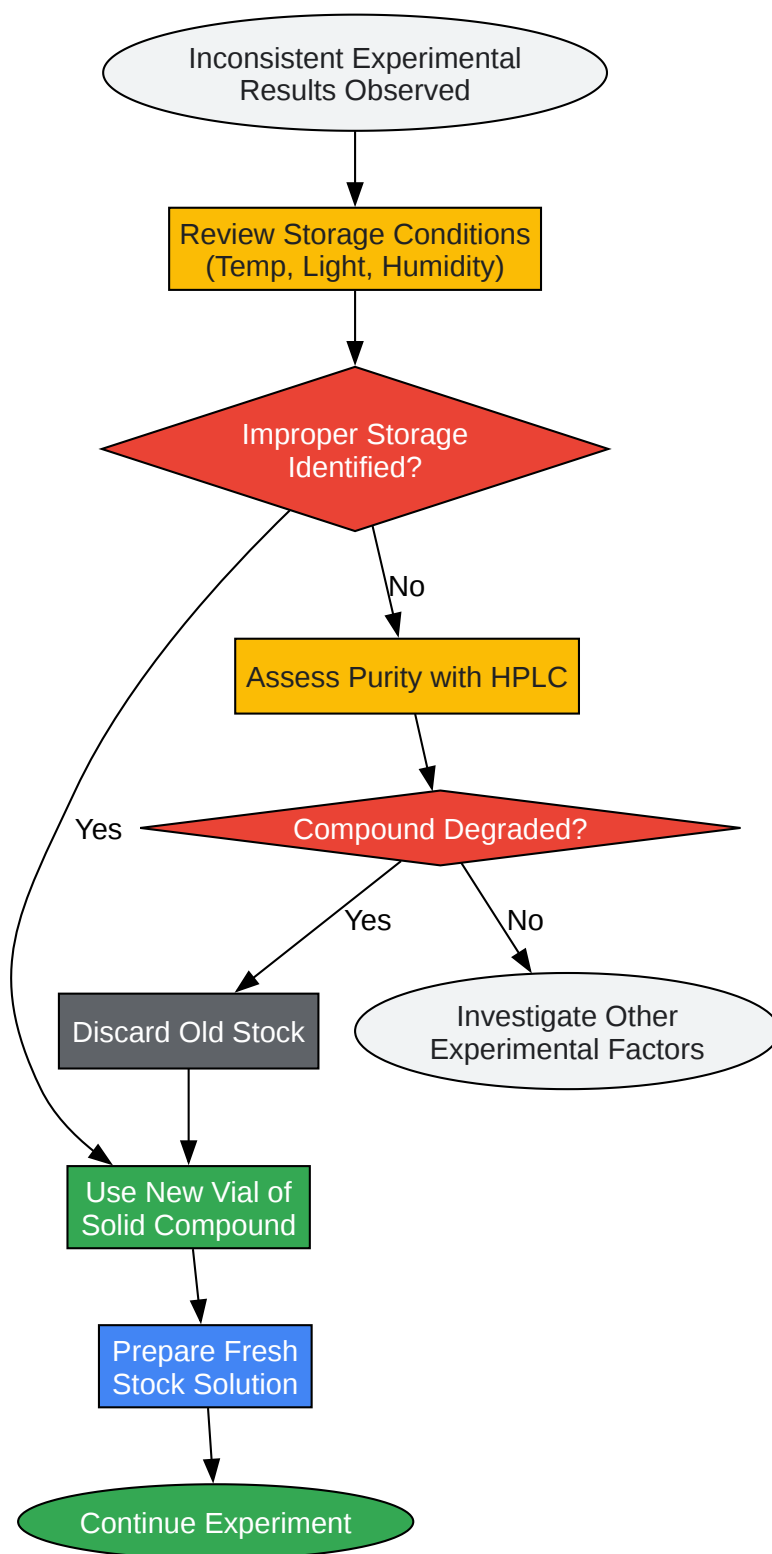 Inconsistent Experimental
Results Observed
Review Storage Conditions
(Temp, Light, Humidity)
Improper Storage
Identified?
No
Assess Purity with HPLC
Yes
Compound Degraded?
Yes
No
Discard Old Stock
Investigate Other
Experimental Factors
Use New Vial of
Solid Compound
Prepare Fresh
Stock Solution
Continue Experiment